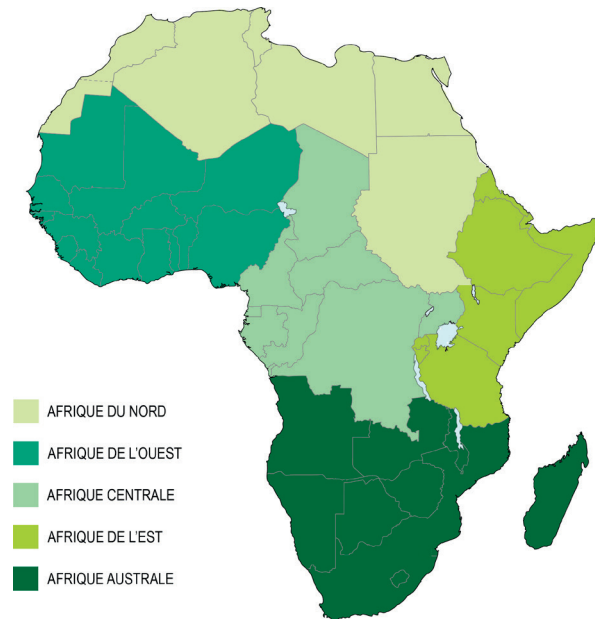 AFRIQUE DU NORD
AFRIQUE DE L'OUEST
AFRIQUE CENTRALE
AFRIQUE DE L'EST
AFRIQUE AUSTRALE